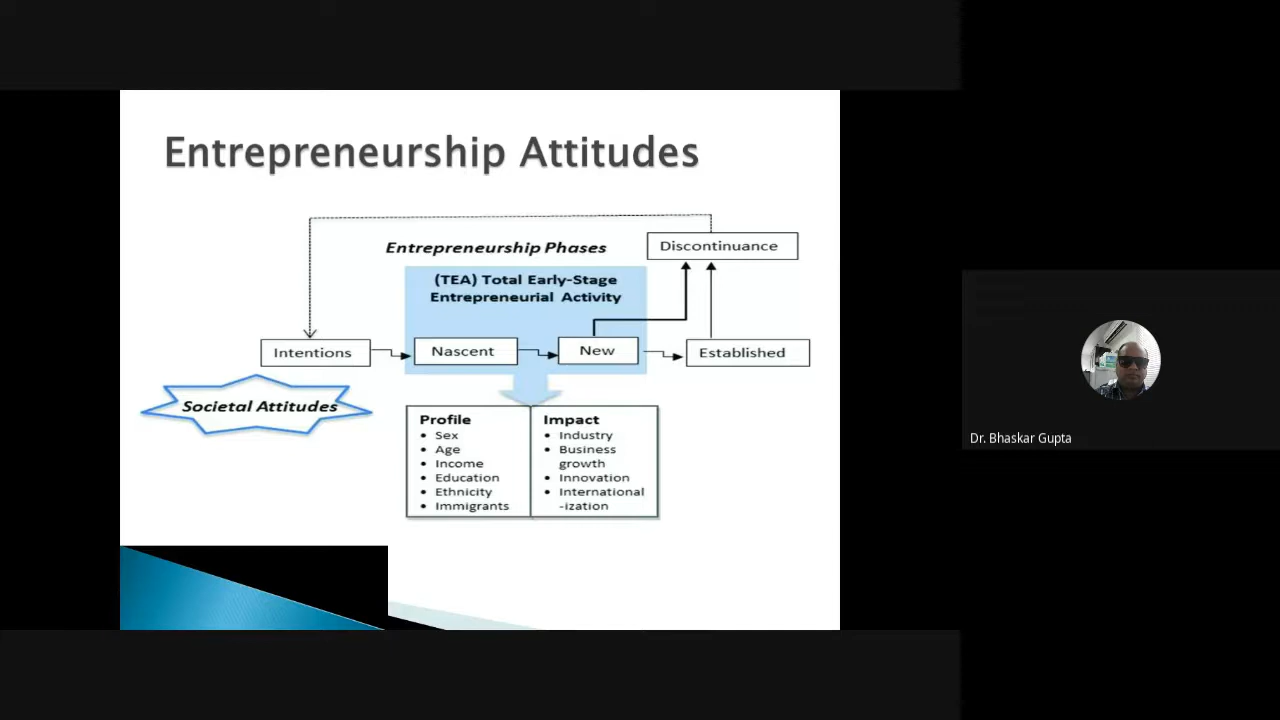 Entrepreneurship Attitudes
Entrepreneurship Phases
Discontinuance
(TEA) Total Early-Stage
Entrepreneurial Activity
Intentions
Nascent
New
Established
Societal Attitudes
Profile
• Sex
• Age
• Income
• Education
• Ethnicity
• Immigrants
Impact
• Industry
• Business
growth
• Innovation
• International
-ization
Dr. Bhaskar Gupta